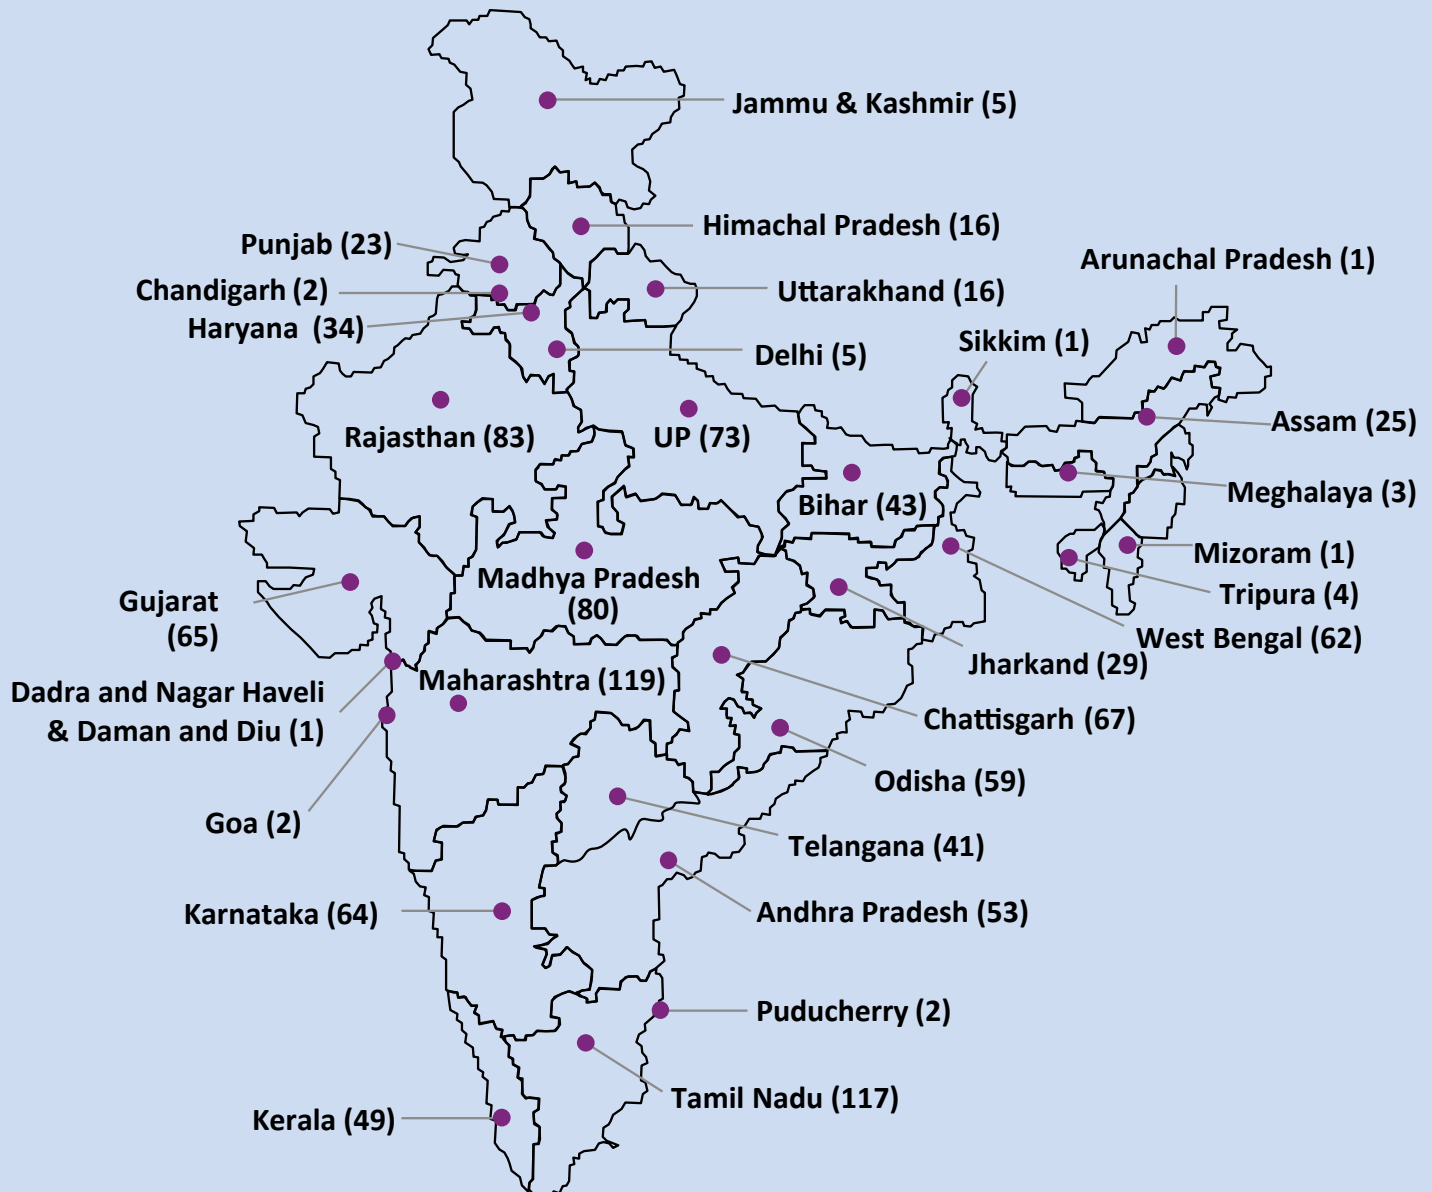 Jammu & Kashmir (5)
Himachal Pradesh (16)
Punjab (23)
Arunachal Pradesh (1)
Chandigarh (2)
Uttarakhand (16)
Haryana (34)
Sikkim (1)
Delhi (5)
Assam (25)
Rajasthan (83)
UP (73)
Meghalaya (3)
Bihar (43)
Mizoram (1)
Madhya Pradesh
(80)
Tripura (4)
Gujarat
(65)
West Bengal (62)
Jharkand (29)
Maharashtra (119)
Dadra and Nagar Haveli
& Daman and Diu (1)
Chattisgarh (67)
Odisha (59)
Goa (2)
Telangana (41)
Karnataka (64)
Andhra Pradesh (53)
Puducherry (2)
Tamil Nadu (117)
Kerala (49)